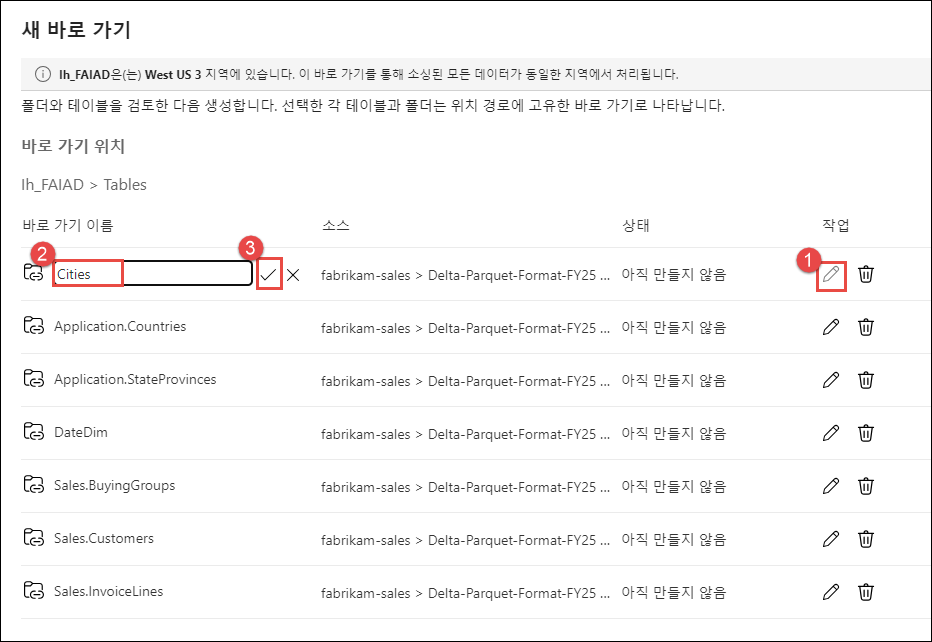 새 바로 가기
lh_FAIAD은(는) West US 3 지역에 있습니다. 이 바로 가기를 통해 소싱된 모든 데이터가 동일한 지역에서 처리됩니다.
폴더와 테이블을 검토한 다음 생성합니다. 선택한 각 테이블과 폴더는 위치 경로에 고유한 바로 가기로 나타납니다.
바로 가기 위치
lh_FAIAD > Tables
바로 가기 이름 소스 상태 작업
2 3 1
Cities fabrikam-sales > Delta-Parquet-Format-FY25 ... 아직 만들지 않음
Application.Countries fabrikam-sales > Delta-Parquet-Format-FY25 ... 아직 만들지 않음
Application.StateProvinces fabrikam-sales > Delta-Parquet-Format-FY25 ... 아직 만들지 않음
DateDim fabrikam-sales > Delta-Parquet-Format-FY25 ... 아직 만들지 않음
Sales.BuyingGroups fabrikam-sales > Delta-Parquet-Format-FY25 ... 아직 만들지 않음
Sales.Customers fabrikam-sales > Delta-Parquet-Format-FY25 ... 아직 만들지 않음
Sales.InvoiceLines fabrikam-sales > Delta-Parquet-Format-FY25 ... 아직 만들지 않음